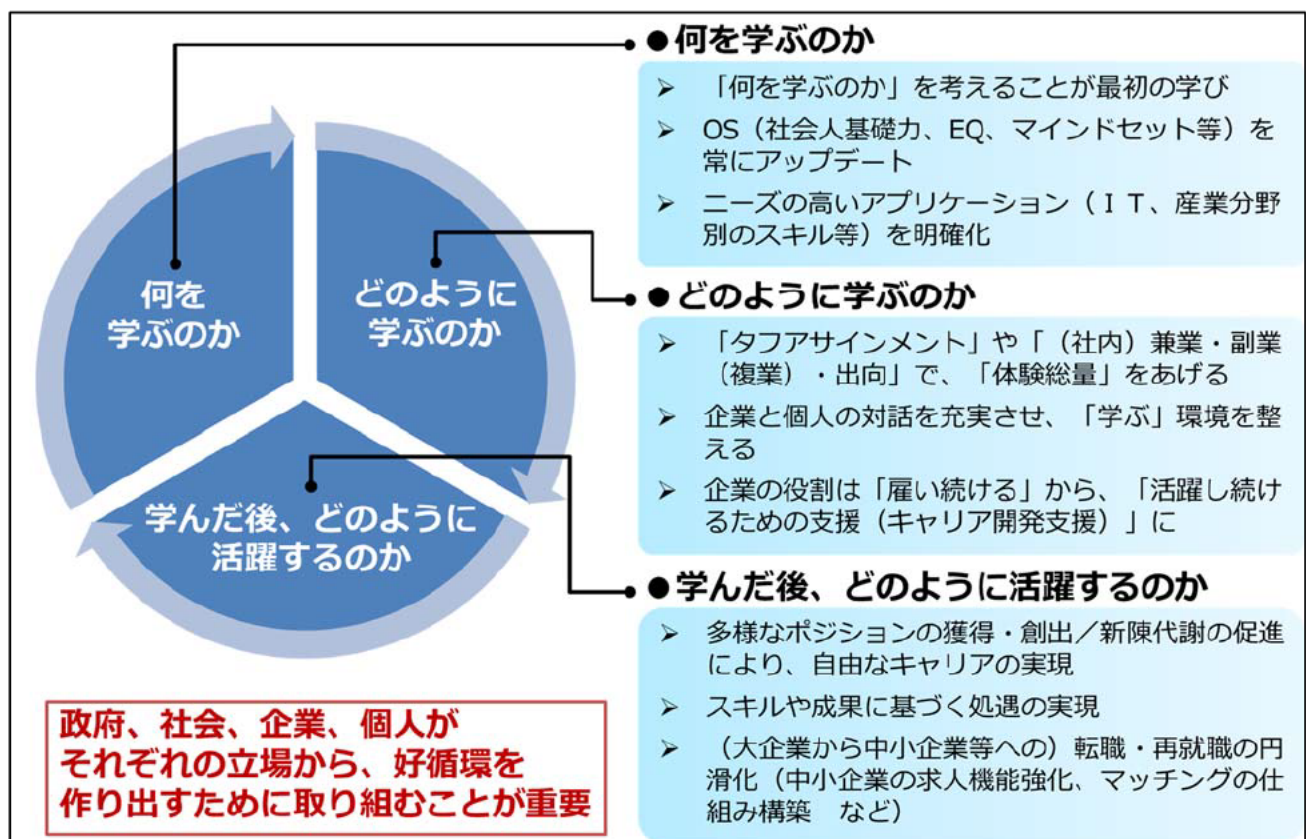 何を
学ぶのか
どのように
学ぶのか
学んだ後、どのように
活躍するのか
政府、社会、企業、個人が
それぞれの立場から、好循環を
作り出すために取り組むことが重要
●何を学ぶのか
➢ 「何を学ぶのか」を考えることが最初の学び
➢ OS（社会人基礎力、EQ、マインドセット等）を
常にアップデート
➢ ニーズの高いアプリケーション（ＩＴ、産業分野
別のスキル等）を明確化
●どのように学ぶのか
➢ 「タフアサインメント」や「（社内）兼業・副業
（複業）・出向」で、「体験総量」をあげる
➢ 企業と個人の対話を充実させ、「学ぶ」環境を整
える
➢ 企業の役割は「雇い続ける」から、「活躍し続け
るための支援（キャリア開発支援）」に
●学んだ後、どのように活躍するのか
➢ 多様なポジションの獲得・創出／新陳代謝の促進
により、自由なキャリアの実現
➢ スキルや成果に基づく処遇の実現
➢ （大企業から中小企業等への）転職・再就職の円
滑化（中小企業の求人機能強化、マッチングの仕
組み構築　など）